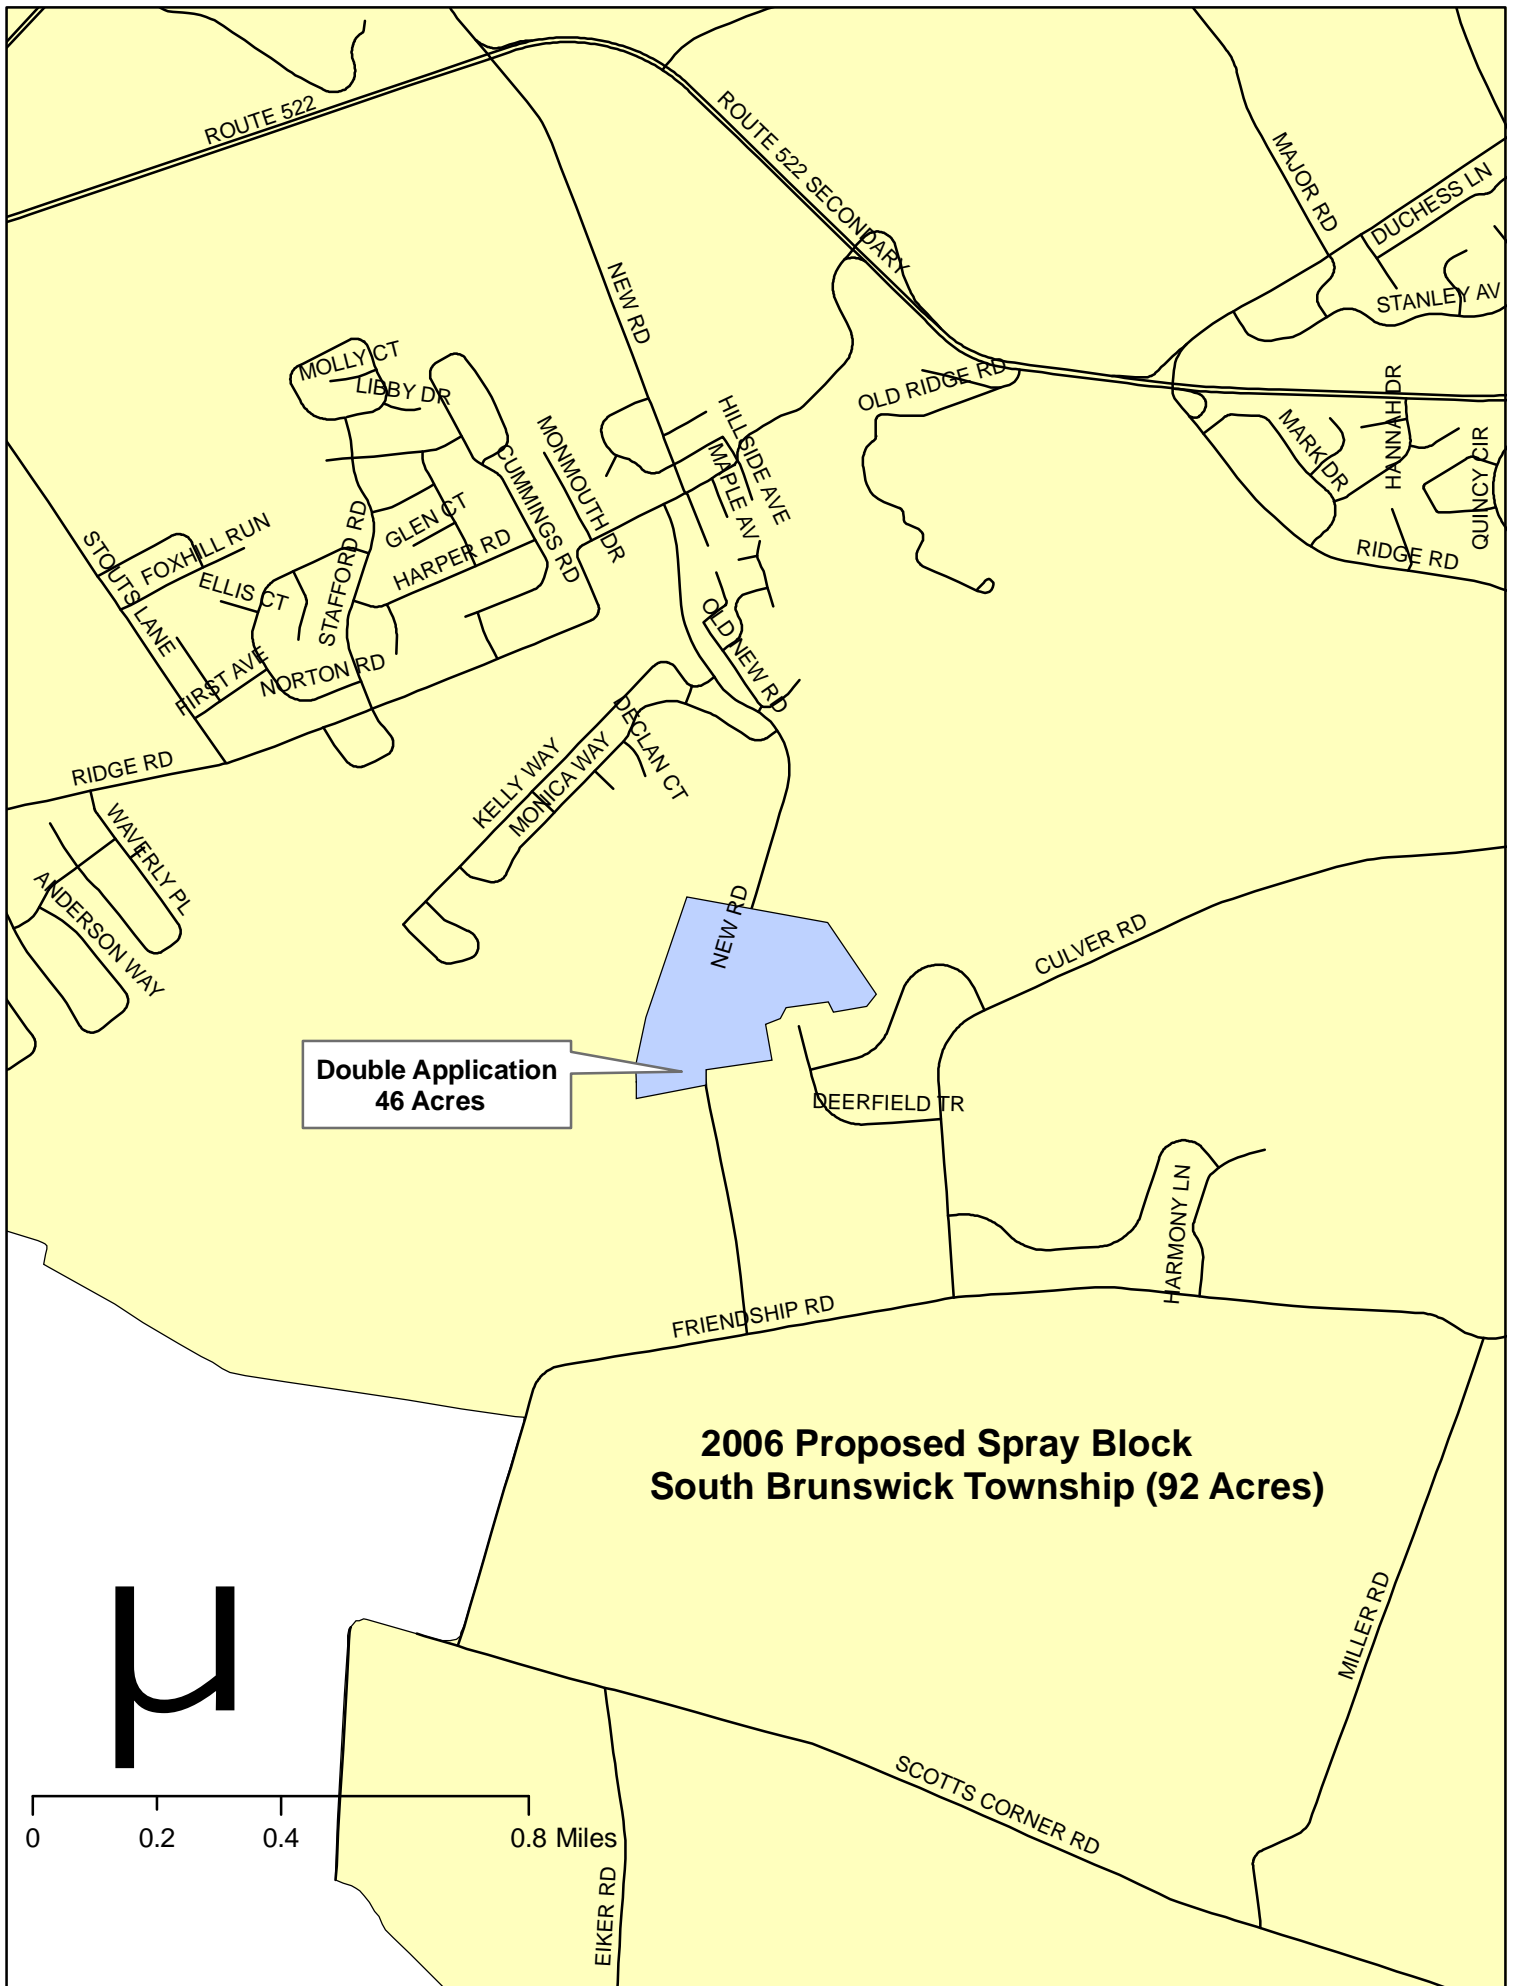 ROUTE 522
ROUTE 522 SECONDARY
MAJOR RD
DUCHESS LN
STANLEY AV
NEW RD
MOLLY CT
LIBBY DR
OLD RIDGE RD
HANNAH DR
MARK DR
QUINCY CIR
RIDGE RD
HILLSIDE AVE
MAPLE AV
MONMOUTH DR
CUMMINGS RD
GLEN CT
HARPER RD
STAFFORD RD
FOXHILL RUN
ELLIS CT
STOUTS LANE
FIRST AVE
NORTON RD
OLD NEW RD
DECLAN CT
KELLY WAY
MONICA WAY
RIDGE RD
WAVERLY PL
ANDERSON WAY
NEW RD
CULVER RD
Double Application
46 Acres
DEERFIELD TR
HARMONY LN
FRIENDSHIP RD
2006 Proposed Spray Block
South Brunswick Township (92 Acres)
MILLER RD
µ
SCOTTS CORNER RD
0 0.2 0.4 0.8 Miles
EIKER RD